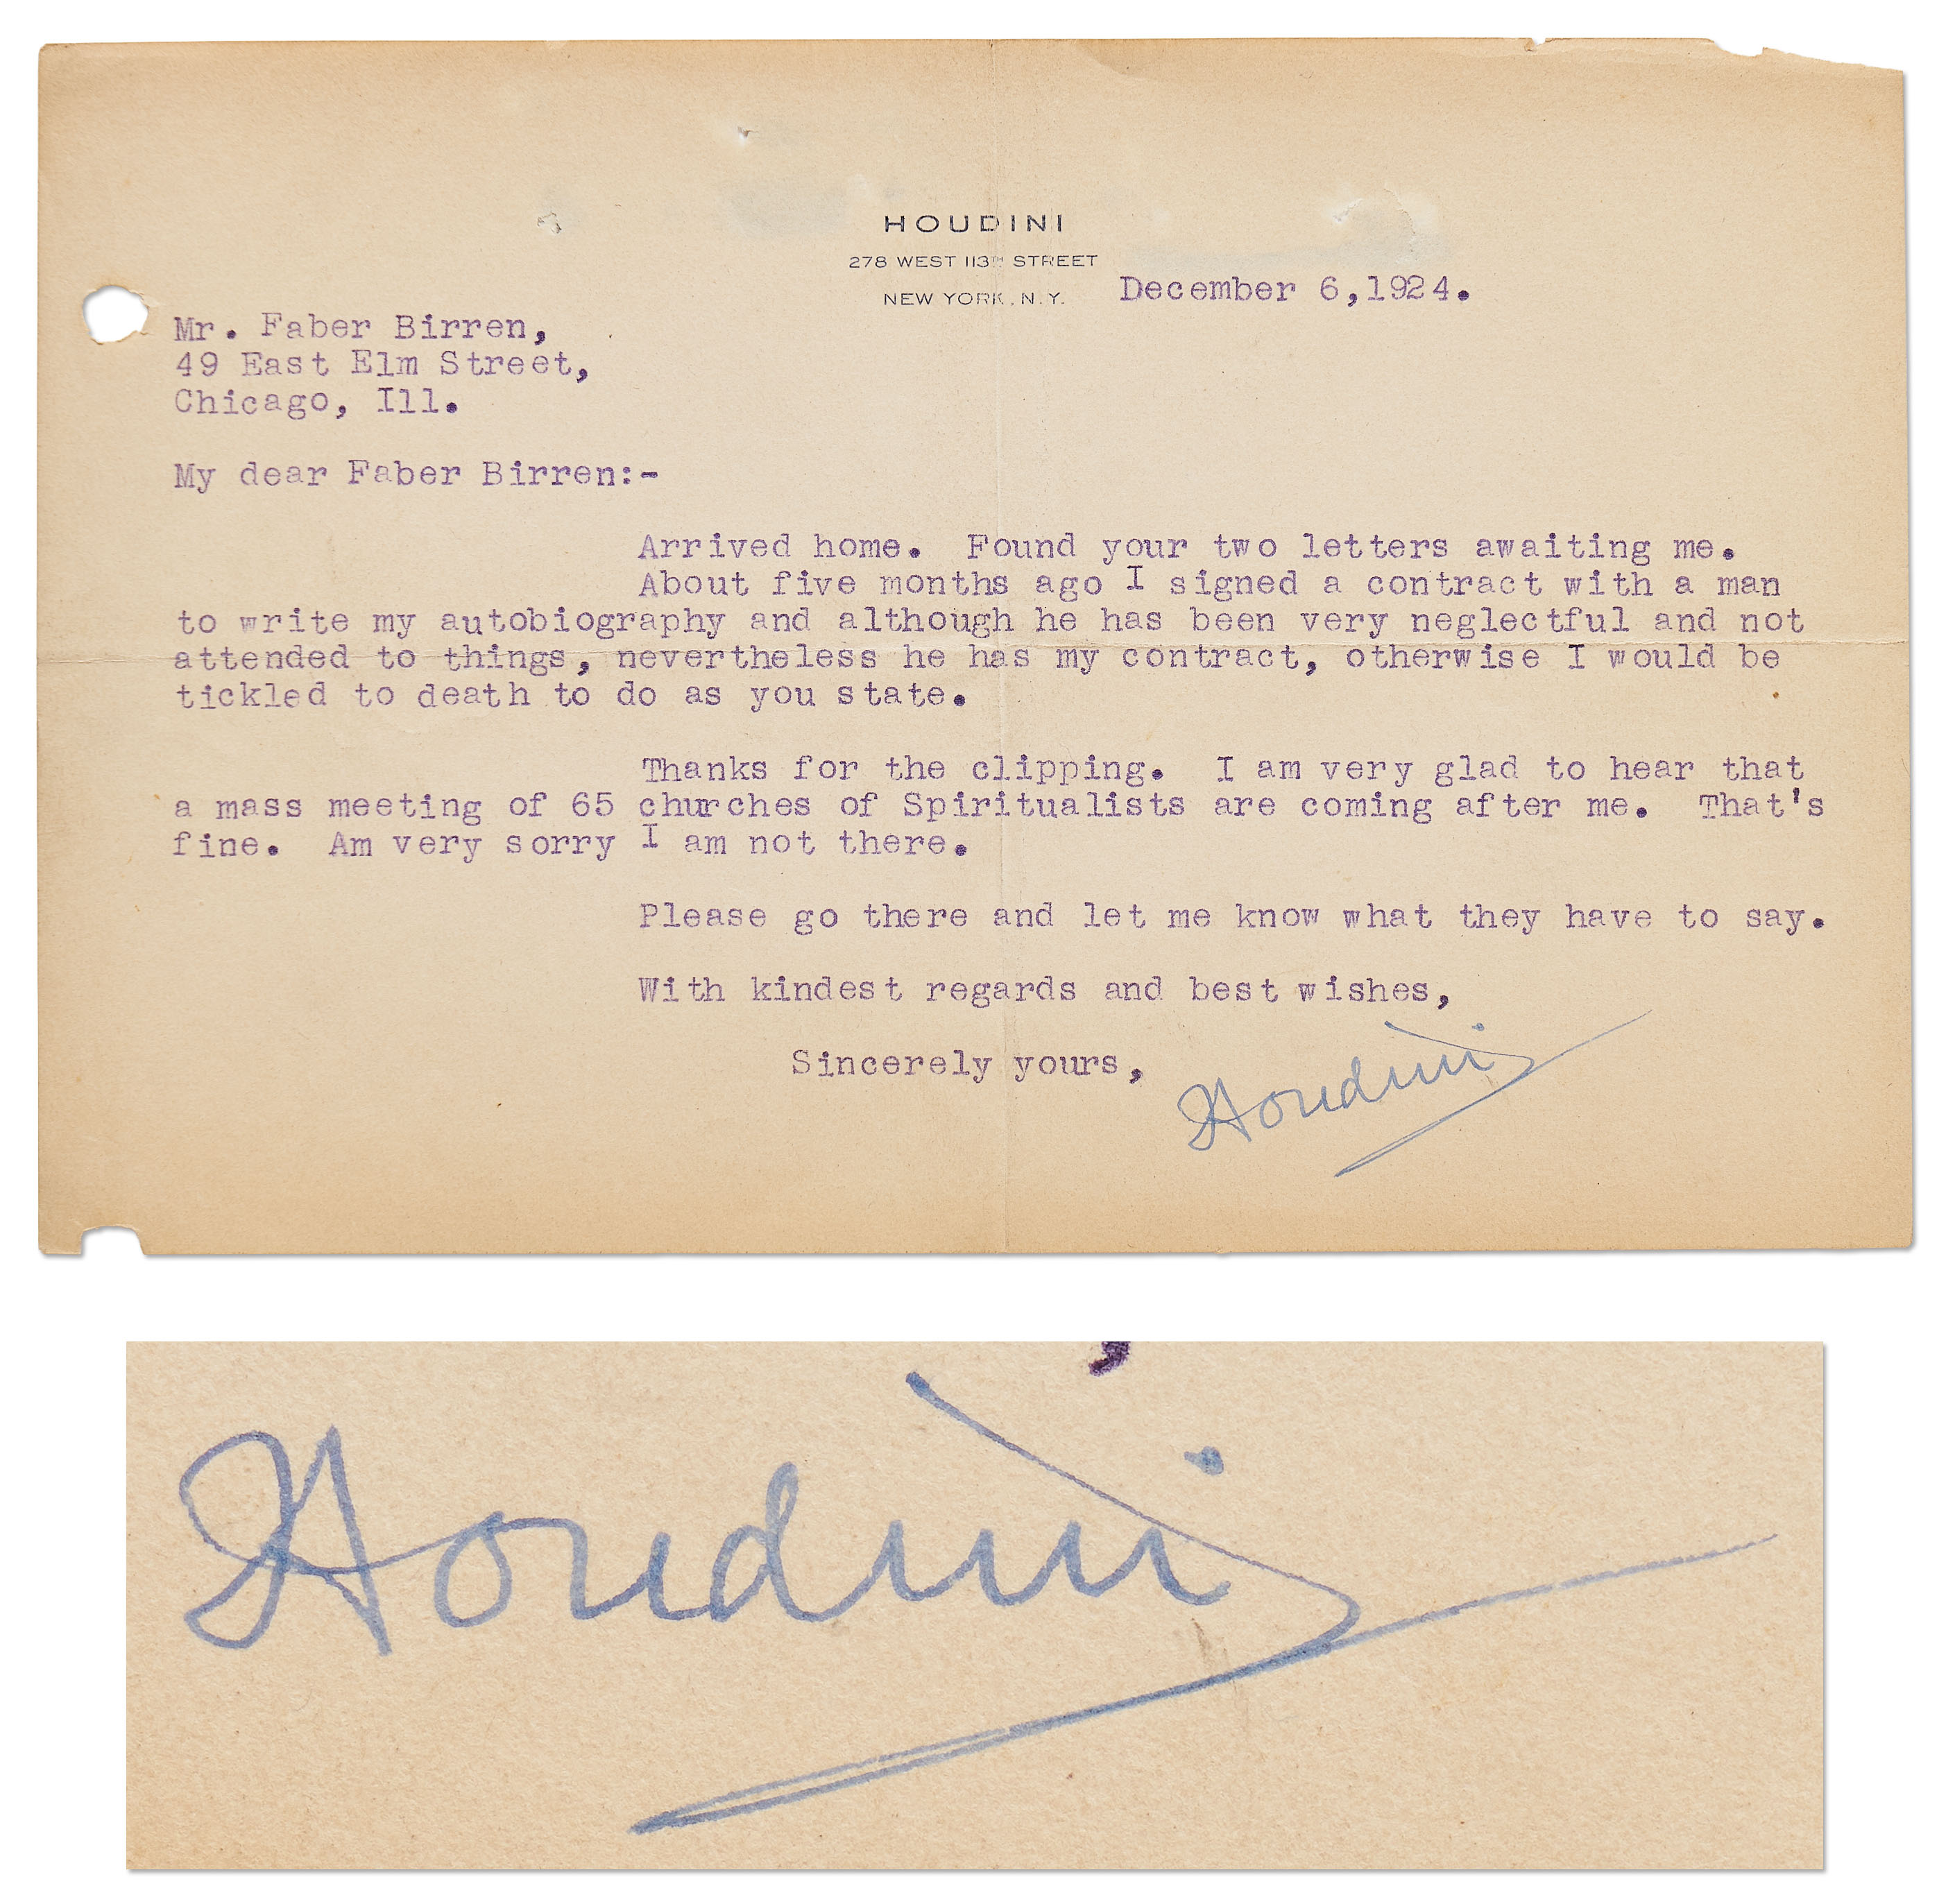 HOUDINI
278 WEST 113TH STREET
NEW YORK, N.Y.
December 6,1924.
Mr. Faber Birren,
49 East Elm Street,
Chicago, Ill.
My dear Faber Birren:-
Arrived home. Found your two letters awaiting me.
About five months ago I signed a contract with a man
to write my autobiography and although he has been very neglectful and not
attended to things, nevertheless he has my contract, otherwise I would be
tickled to death to do as you state.
Thanks for the clipping. I am very glad to hear that
a mass meeting of 65 churches of Spiritualists are coming after me. That's
fine. Am very sorry I am not there.
Please go there and let me know what they have to say.
With kindest regards and best wishes,
Sincerely yours,
Houdini
Houdini